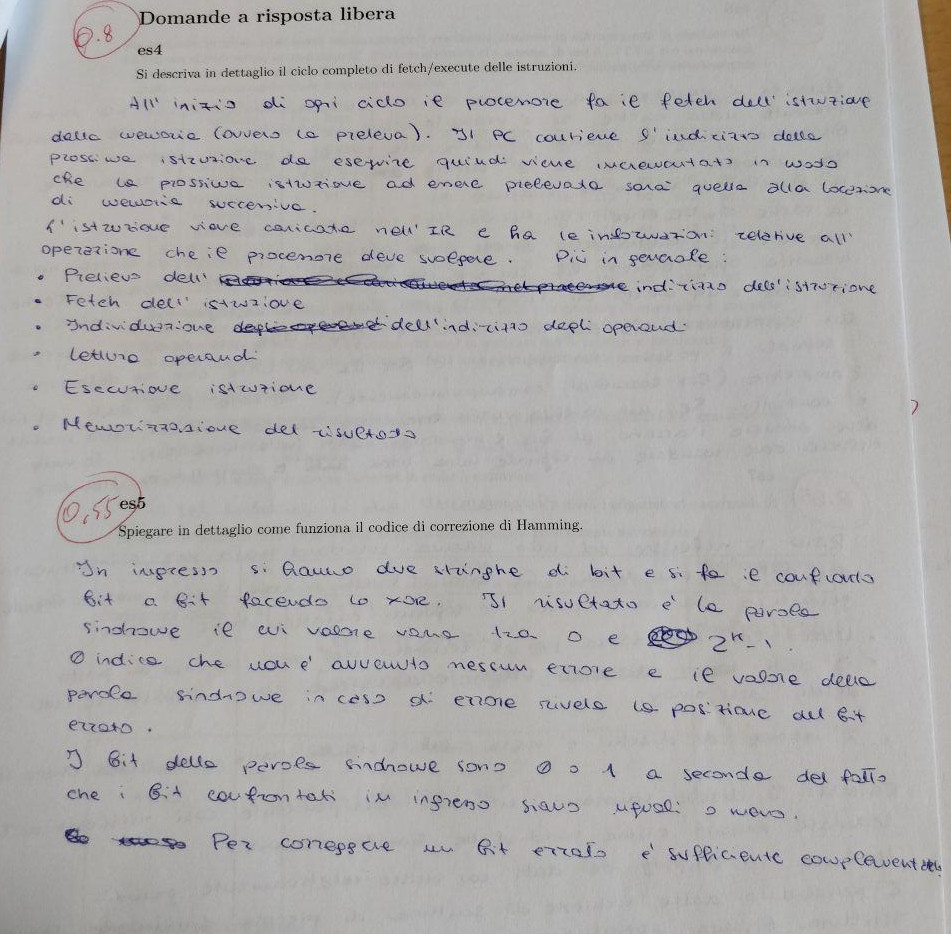 0.8
Domande a risposta libera
es4
Si descriva in dettaglio il ciclo completo di fetch/execute delle istruzioni.
All'inizio di ogni ciclo il processore fa il fetch dell'istruzione
dalla memoria (ovvero la preleva). Il PC contiene l'indirizzo della
prossima istruzione da eseguire quindi viene incrementato in modo
che la prossima istruzione ad essere prelevata sarà quella alla locazione
di memoria successiva.
L'istruzione viene caricata nell'IR e ha le informazioni relative all'
operazione che il processore deve svolgere. Più in generale:
• Prelievo dell' indirizzo dell'istruzione
• Fetch dell'istruzione
• Individuazione degli operandi dell'indirizzo degli operandi
• Lettura operandi
• Esecuzione istruzione
• Memorizzazione del risultato
0,55
es5
Spiegare in dettaglio come funziona il codice di correzione di Hamming.
In ingresso si hanno due stringhe di bit e si fa il confronto
bit a bit facendo lo XOR. Il risultato è la parola
sindrome il cui valore varia tra 0 e 2^K-1.
0 indica che non è avvenuto nessun errore e il valore della
parola sindrome in caso di errore rivela la posizione del bit
errato.
I bit della parola sindrome sono 0 o 1 a seconda del fatto
che i bit confrontati in ingresso siano uguali o meno.
Per correggere un bit errato è sufficiente complementarlo